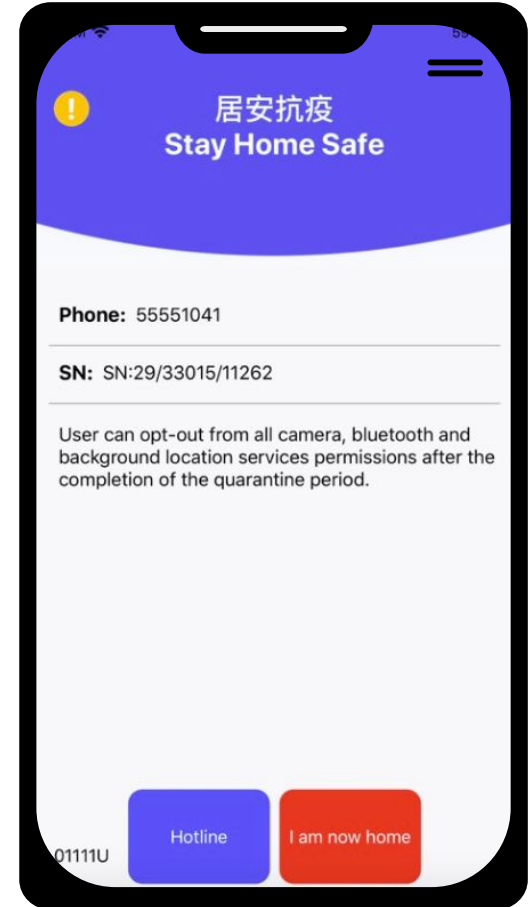 !
居安抗疫
Stay Home Safe
Phone: 55551041
SN: SN:29/33015/11262
User can opt-out from all camera, bluetooth and
background location services permissions after the
completion of the quarantine period.
Hotline
I am now home
01111U